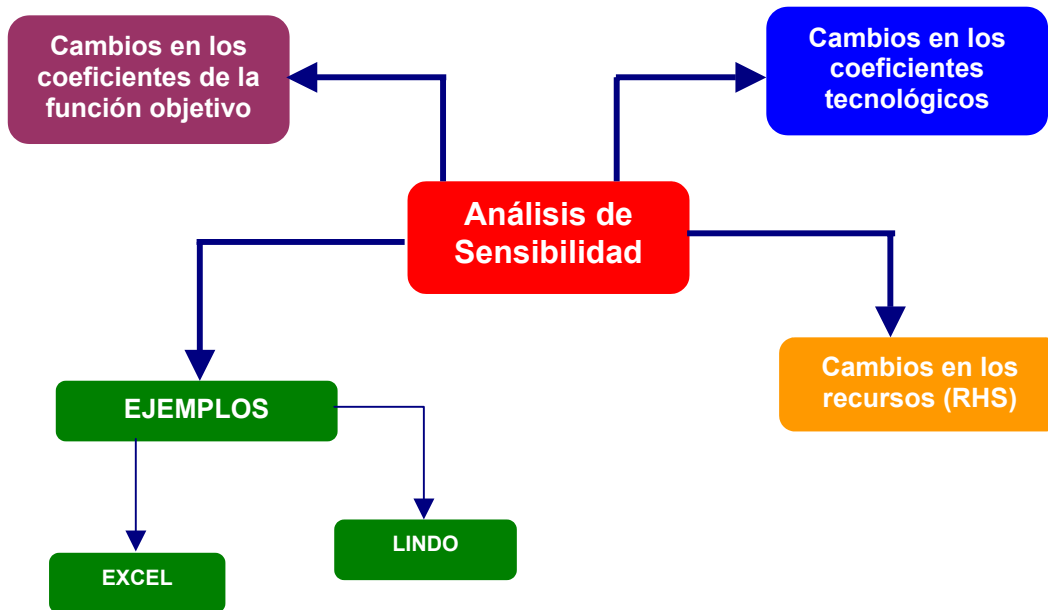 Cambios en los
coeficientes de la
función objetivo
Cambios en los
coeficientes
tecnológicos
Análisis de
Sensibilidad
Cambios en los
recursos (RHS)
EJEMPLOS
LINDO
EXCEL